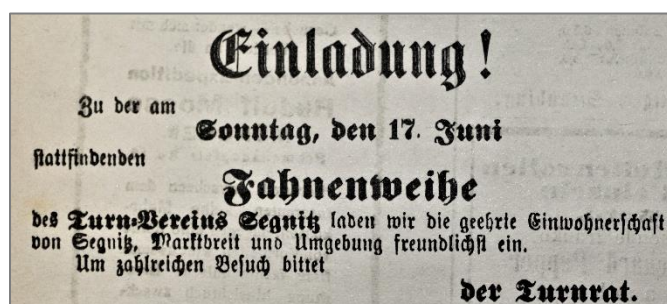 Einladung!
Zu der am
Sonntag, den 17. Juni
stattfindenden
Fahnenweihe
des Turn-Vereins Segnitz laden wir die geehrte Einwohnerschaft
von Segnitz, Marktbreit und Umgebung freundlichst ein.
Um zahlreichen Besuch bittet
der Turnrat.